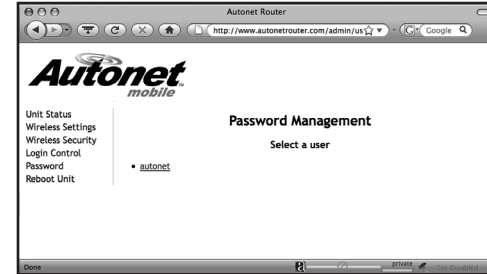 Autonet Router
http://www.autonetrouter.com/admin/us
Google
Autonet
mobile
Unit Status
Wireless Settings
Wireless Security
Login Control
Password
Reboot Unit
Password Management
Select a user
autonet
Done
private
Tor Disabled